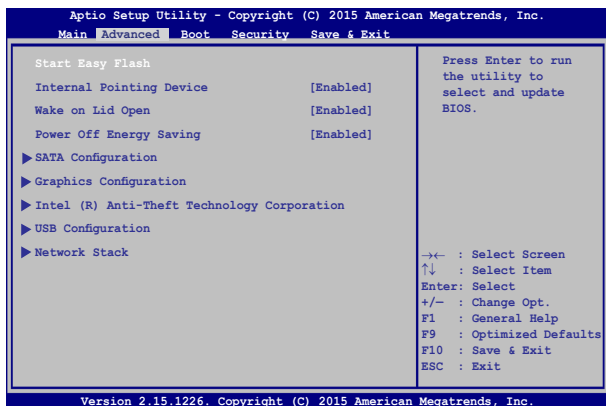 Aptio Setup Utility - Copyright (C) 2015 American Megatrends, Inc.
Main Advanced Boot Security Save & Exit
Start Easy Flash
Internal Pointing Device [Enabled]
Wake on Lid Open [Enabled]
Power Off Energy Saving [Enabled]
SATA Configuration
Graphics Configuration
Intel (R) Anti-Theft Technology Corporation
USB Configuration
Network Stack
Press Enter to run
the utility to
select and update
BIOS.
→← : Select Screen
↑↓ : Select Item
Enter: Select
+/— : Change Opt.
F1 : General Help
F9 : Optimized Defaults
F10 : Save & Exit
ESC : Exit
Version 2.15.1226. Copyright (C) 2015 American Megatrends, Inc.